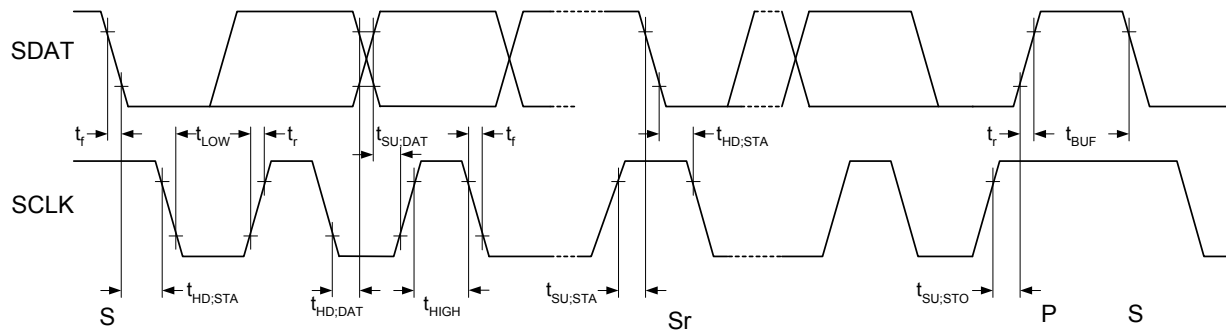 SDAT
t_f
t_LOW
t_r
t_SU;DAT
t_f
t_HD;STA
t_r
t_BUF
SCLK
t_HD;STA
t_HD;DAT
t_HIGH
t_SU;STA
t_SU;STO
S
Sr
P
S